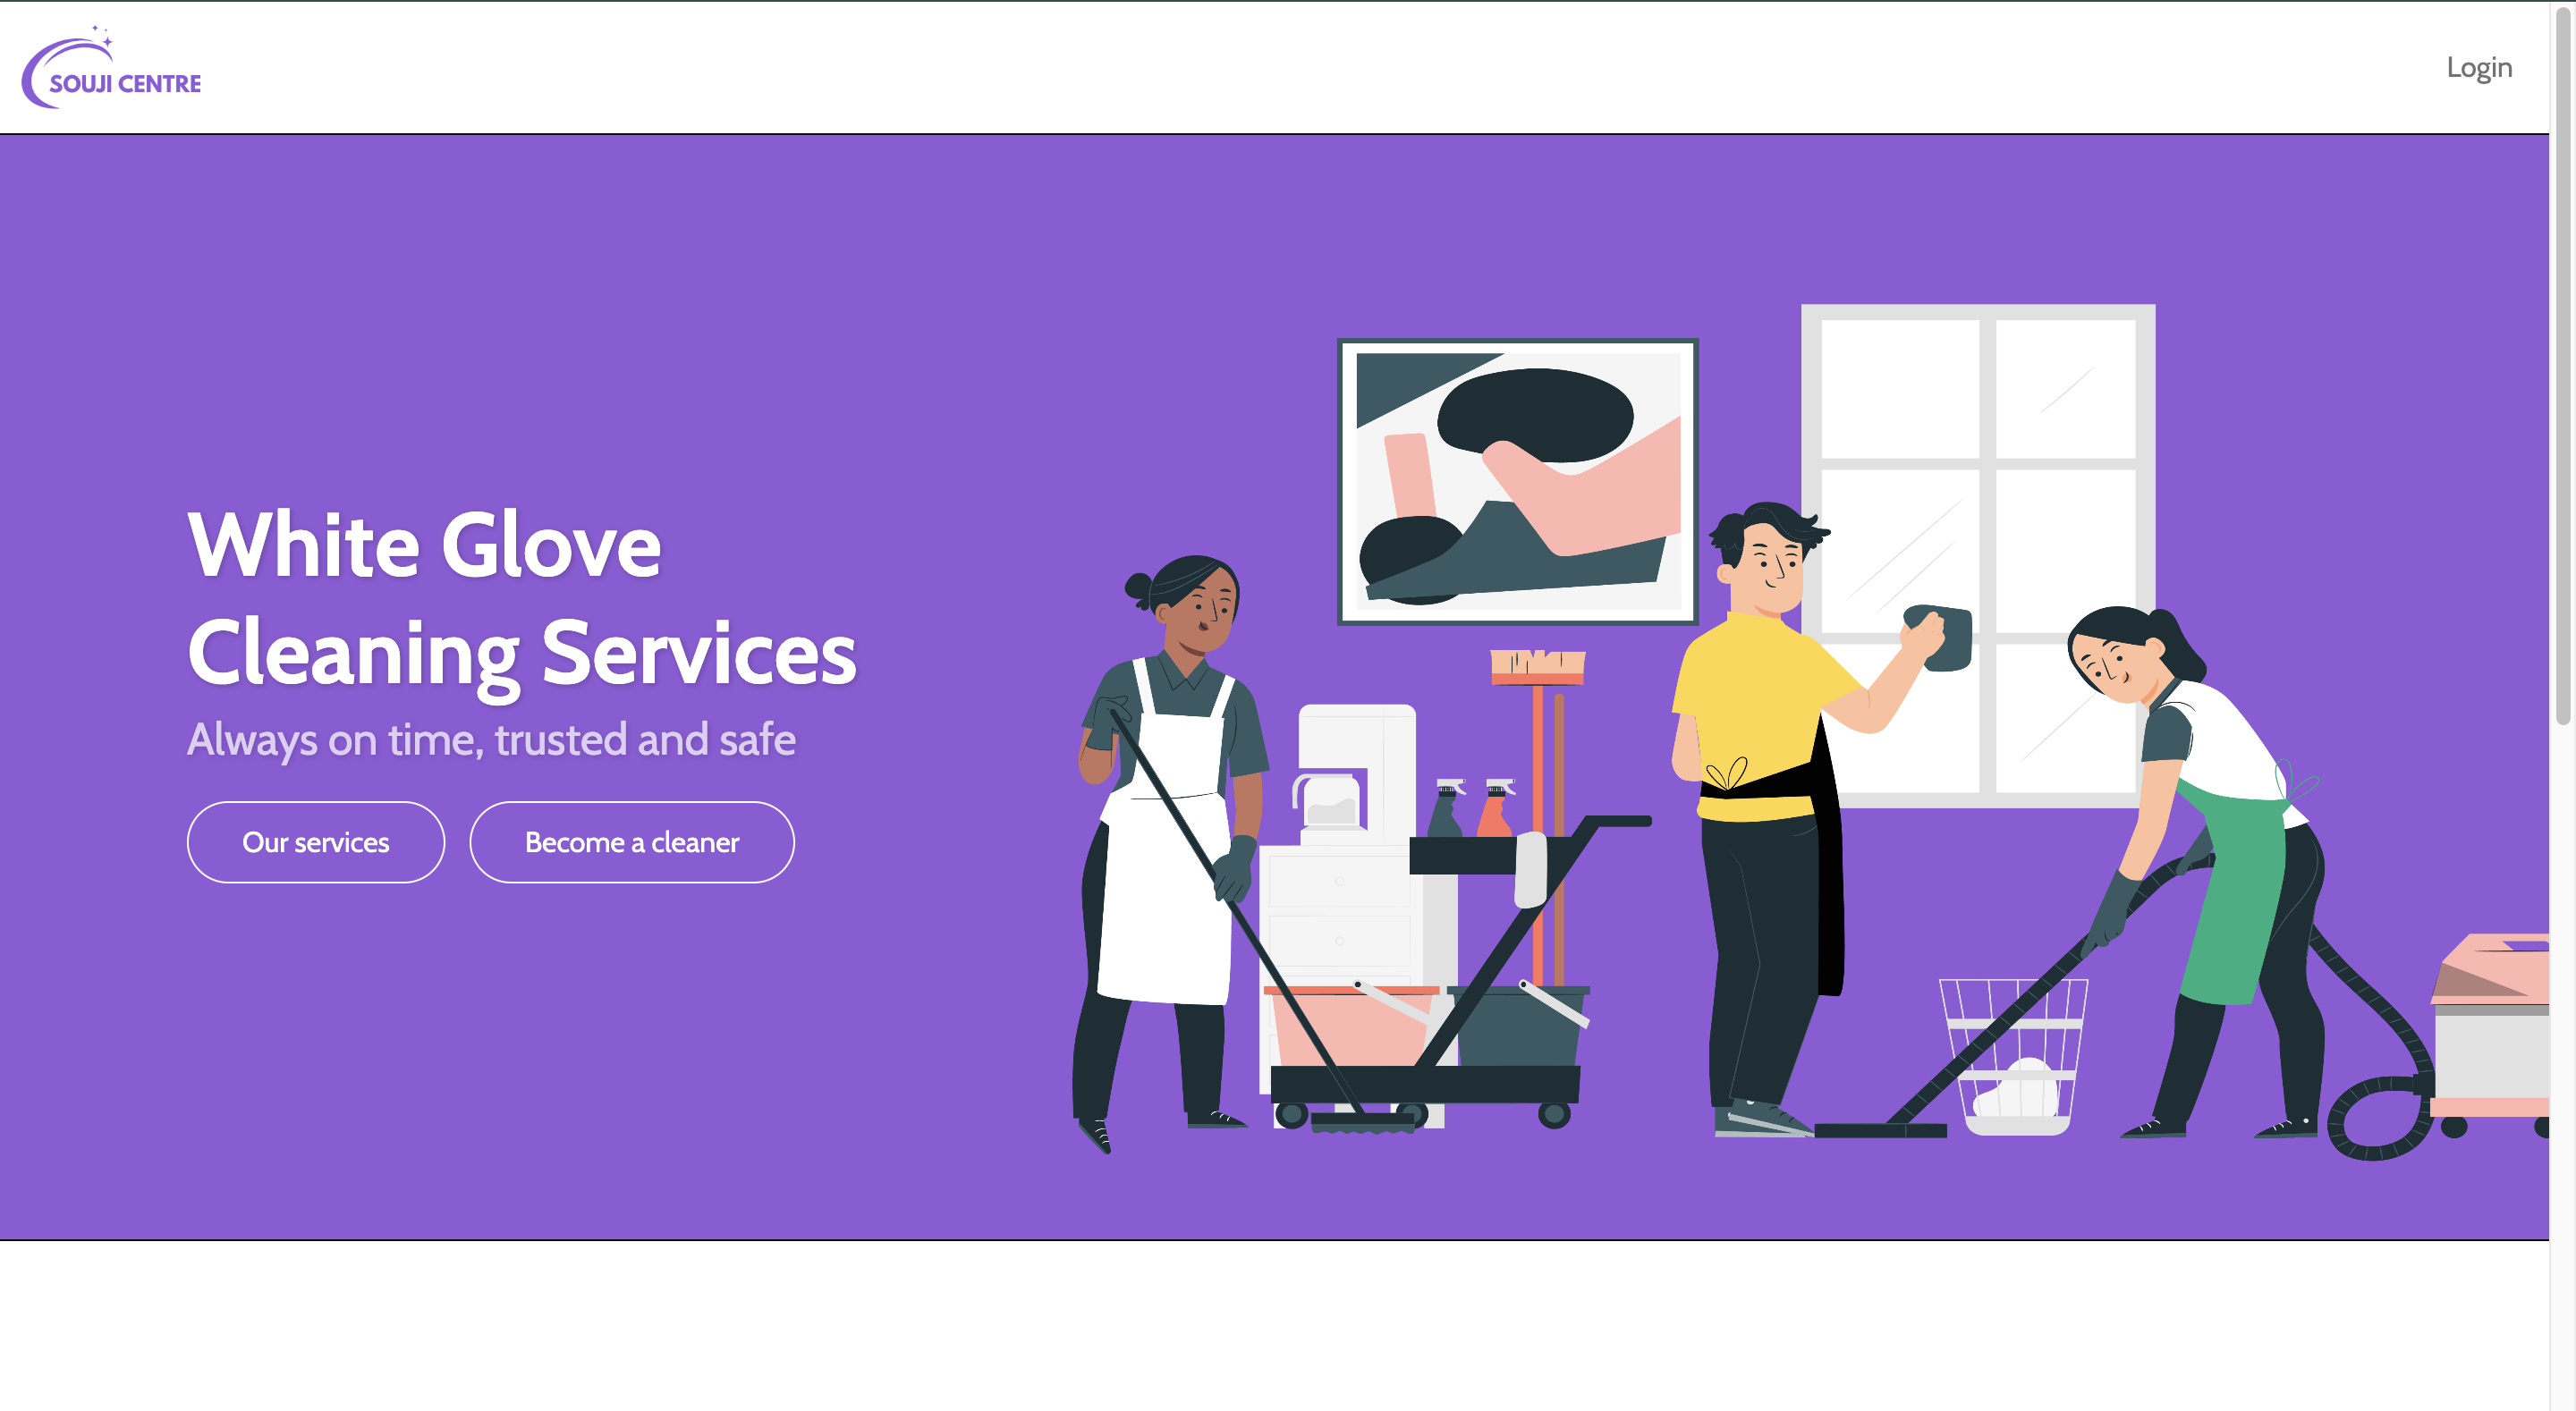 SOUJI CENTRE
Login
White Glove
Cleaning Services
Always on time, trusted and safe
Our services
Become a cleaner